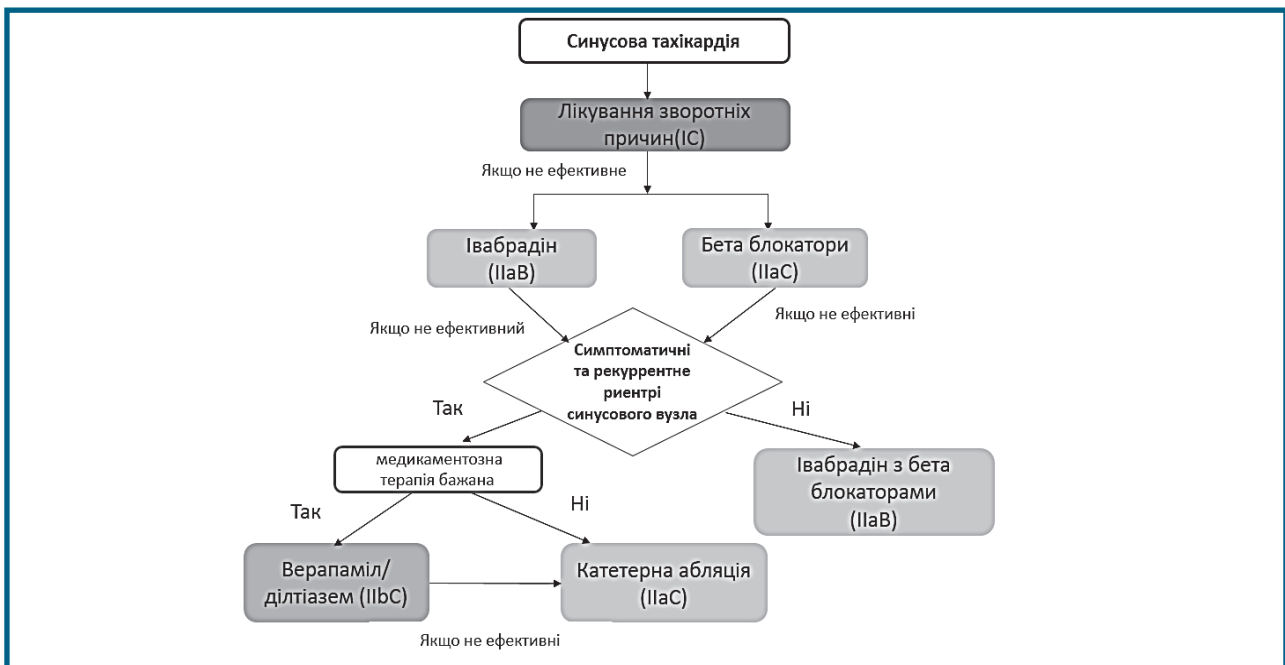 Синусова тахікардія
Лікування зворотніх
причин(IC)
Якщо не ефективне
Івабрадін
(IIaB)
Бета блокатори
(IIaC)
Якщо не ефективний
Якщо не ефективні
Симптоматичні
та рекуррентне
риентрі
синусового вузла
Так
Ні
медикаментозна
терапія бажана
Івабрадін з бета
блокаторами
(IIaB)
Так
Ні
Верапаміл/
ділтіазем (IIbC)
Катетерна абляція
(IIaC)
Якщо не ефективні